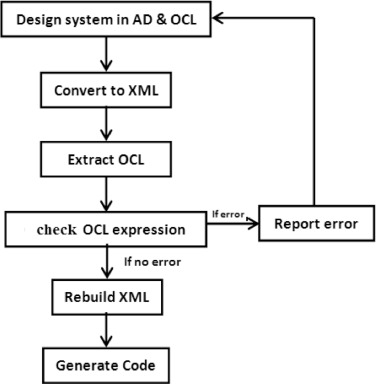 Design system in AD & OCL
Convert to XML
Extract OCL
check OCL expression
If error
Report error
If no error
Rebuild XML
Generate Code